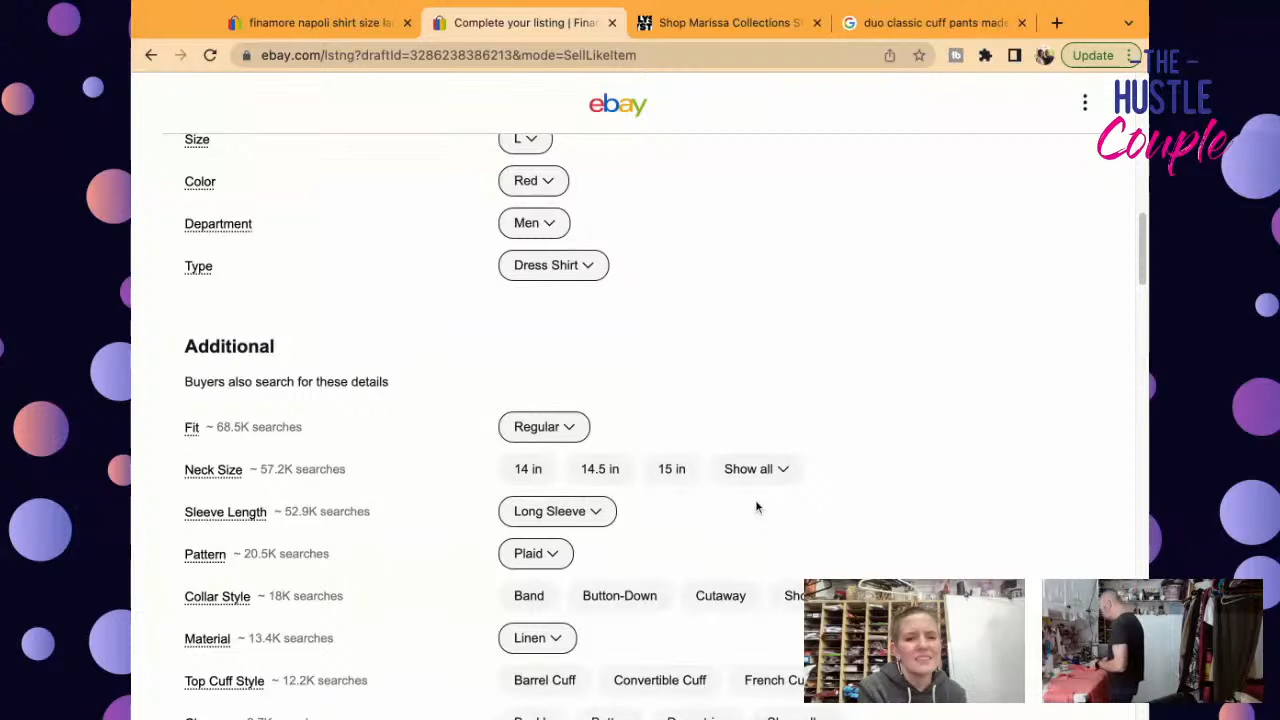 finamore napoli shirt size la
Complete your listing | Fina
LYST Shop Marissa Collections S
duo classic cuff pants made
ebay.com/lstng?draftId=3286238386213&mode=SellLikeItem
Update
-THE-
HUSTLE
Couple
ebay
Size L
Color Red
Department Men
Type Dress Shirt
Additional
Buyers also search for these details
Fit ~ 68.5K searches Regular
Neck Size ~ 57.2K searches 14 in 14.5 in 15 in Show all
Sleeve Length ~ 52.9K searches Long Sleeve
Pattern ~ 20.5K searches Plaid
Collar Style ~ 18K searches Band Button-Down Cutaway Sho
Material ~ 13.4K searches Linen
Top Cuff Style ~ 12.2K searches Barrel Cuff Convertible Cuff French Cu